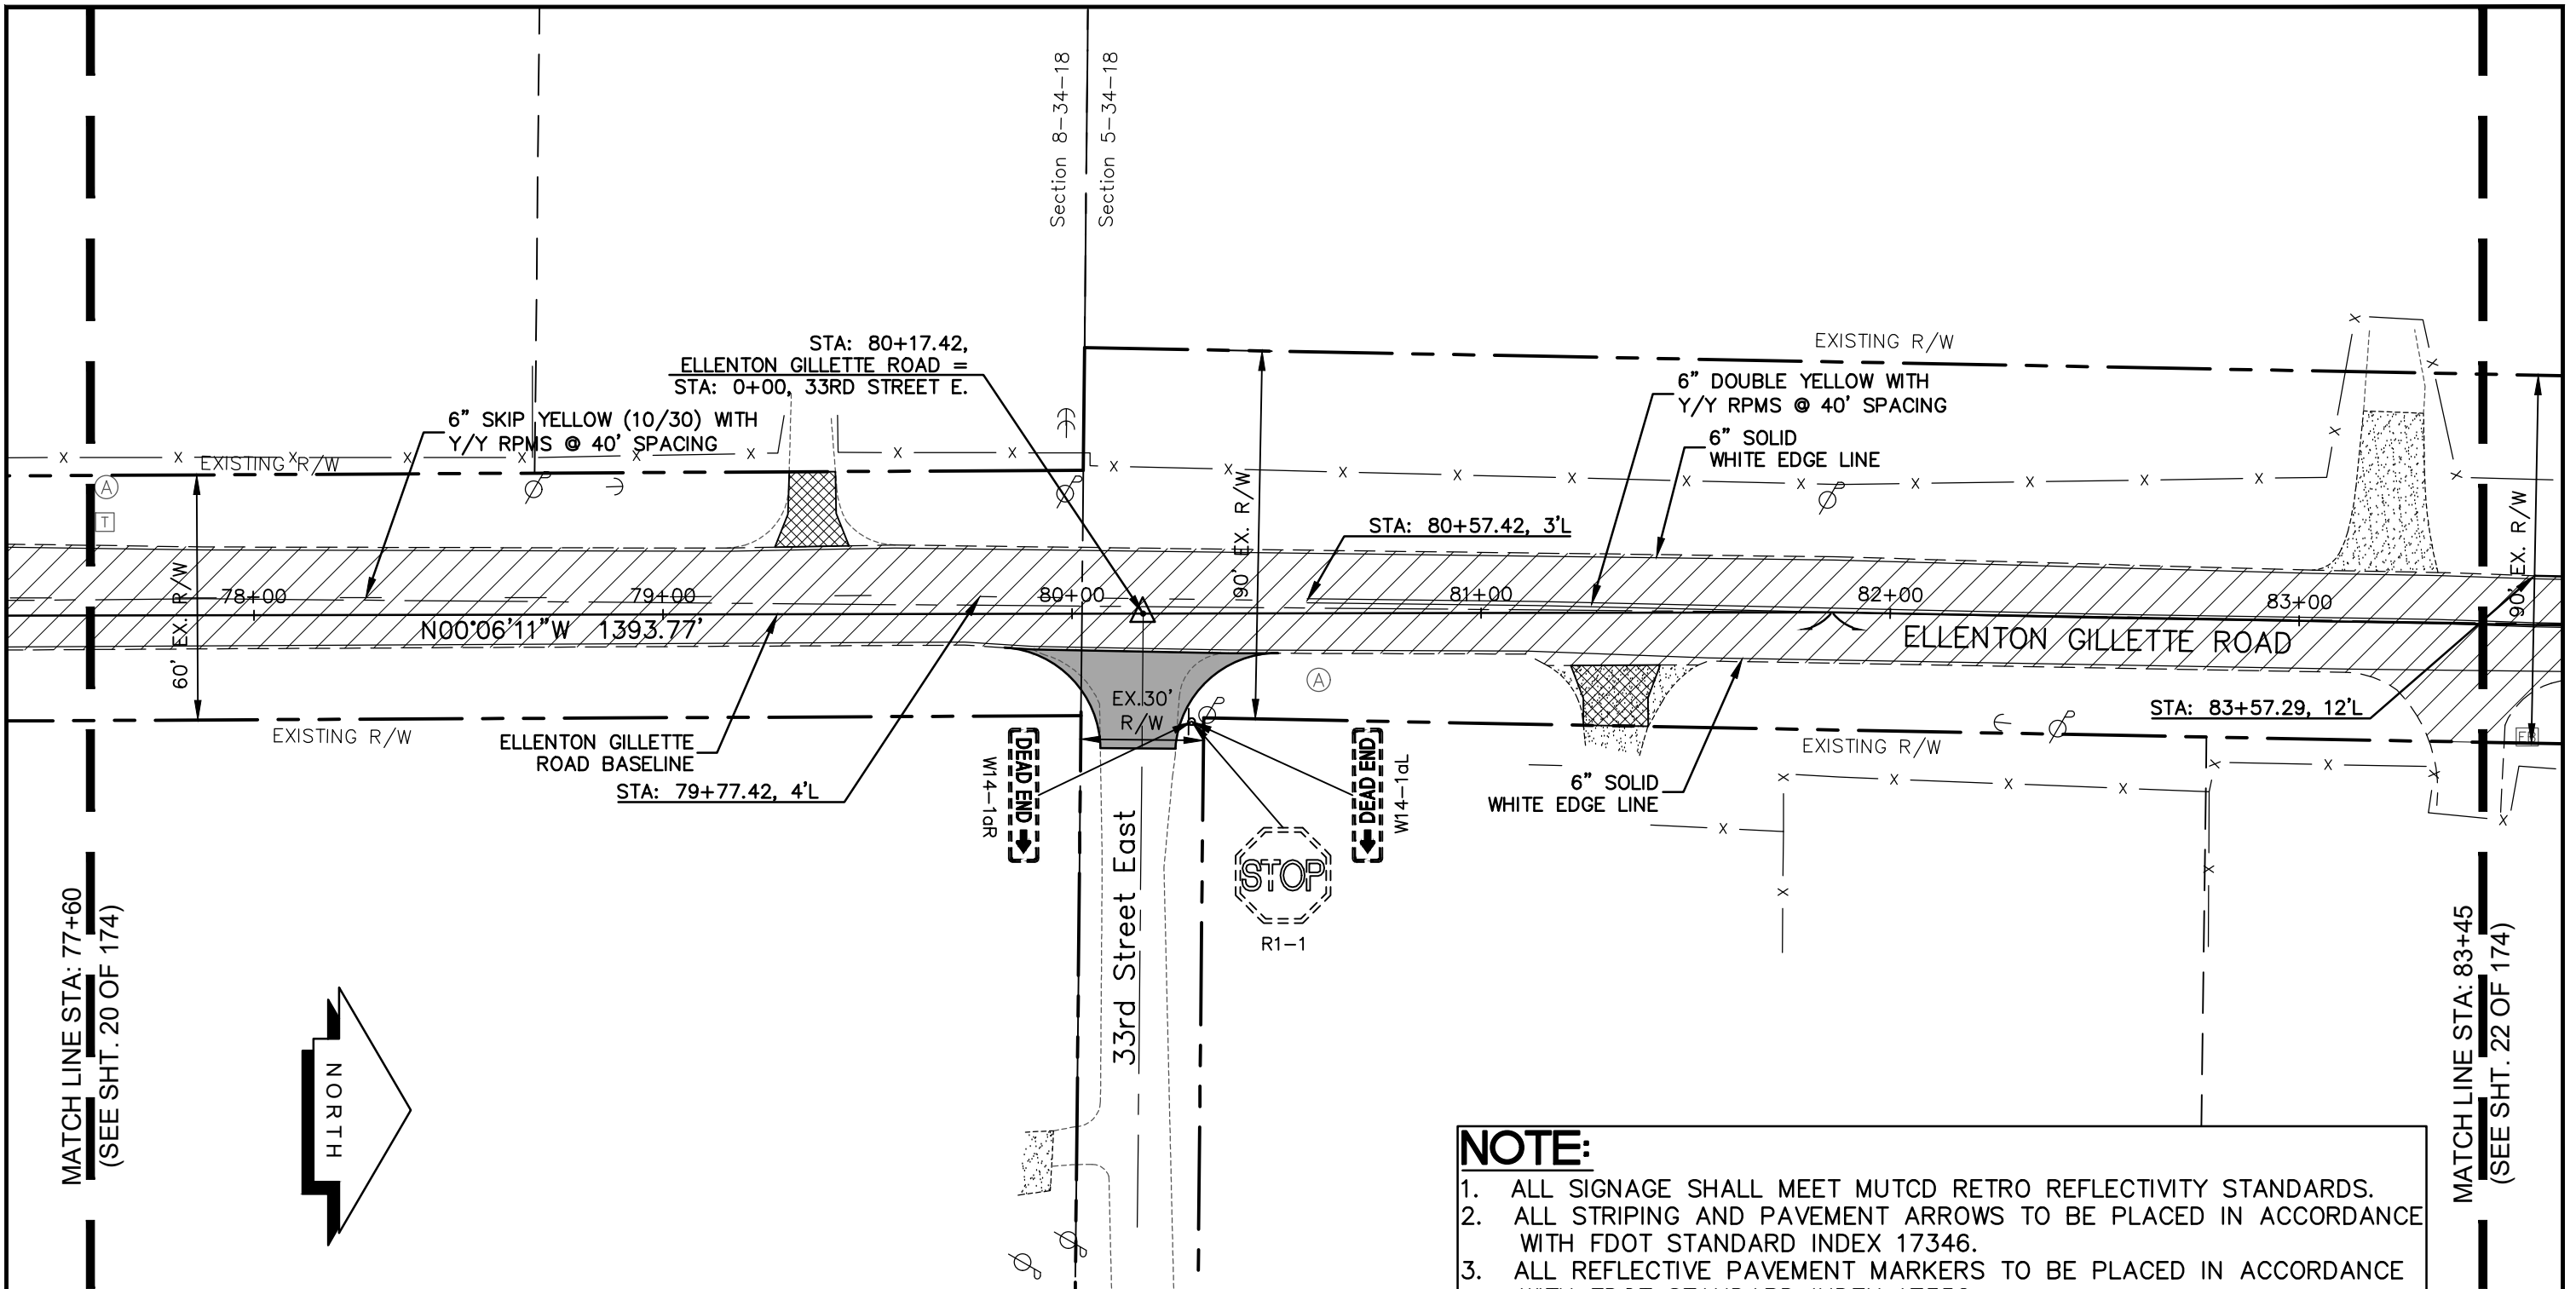 Section 8-34-18
Section 5-34-18
STA: 80+17.42,
ELLENTON GILLETTE ROAD =
STA: 0+00, 33RD STREET E.
EXISTING R/W
6" DOUBLE YELLOW WITH
Y/Y RPMS @ 40' SPACING
6" SKIP YELLOW (10/30) WITH
Y/Y RPMS @ 40' SPACING
6" SOLID
WHITE EDGE LINE
EXISTING R/W
A
T
STA: 80+57.42, 3'L
60' EX. R/W
90' EX. R/W
90' EX. R/W
78+00
79+00
80+00
81+00
82+00
83+00
N00°06'11"W 1393.77'
ELLENTON GILLETTE ROAD
A
EX.30'
R/W
STA: 83+57.29, 12'L
EXISTING R/W
EXISTING R/W
ELLENTON GILLETTE
ROAD BASELINE
STA: 79+77.42, 4'L
DEAD END
W14-1aR
DEAD END
W14-1aL
6" SOLID
WHITE EDGE LINE
STOP
R1-1
33rd Street East
MATCH LINE STA: 77+60
(SEE SHT. 20 OF 174)
MATCH LINE STA: 83+45
(SEE SHT. 22 OF 174)
NORTH
NOTE:
1. ALL SIGNAGE SHALL MEET MUTCD RETRO REFLECTIVITY STANDARDS.
2. ALL STRIPING AND PAVEMENT ARROWS TO BE PLACED IN ACCORDANCE
WITH FDOT STANDARD INDEX 17346.
3. ALL REFLECTIVE PAVEMENT MARKERS TO BE PLACED IN ACCORDANCE